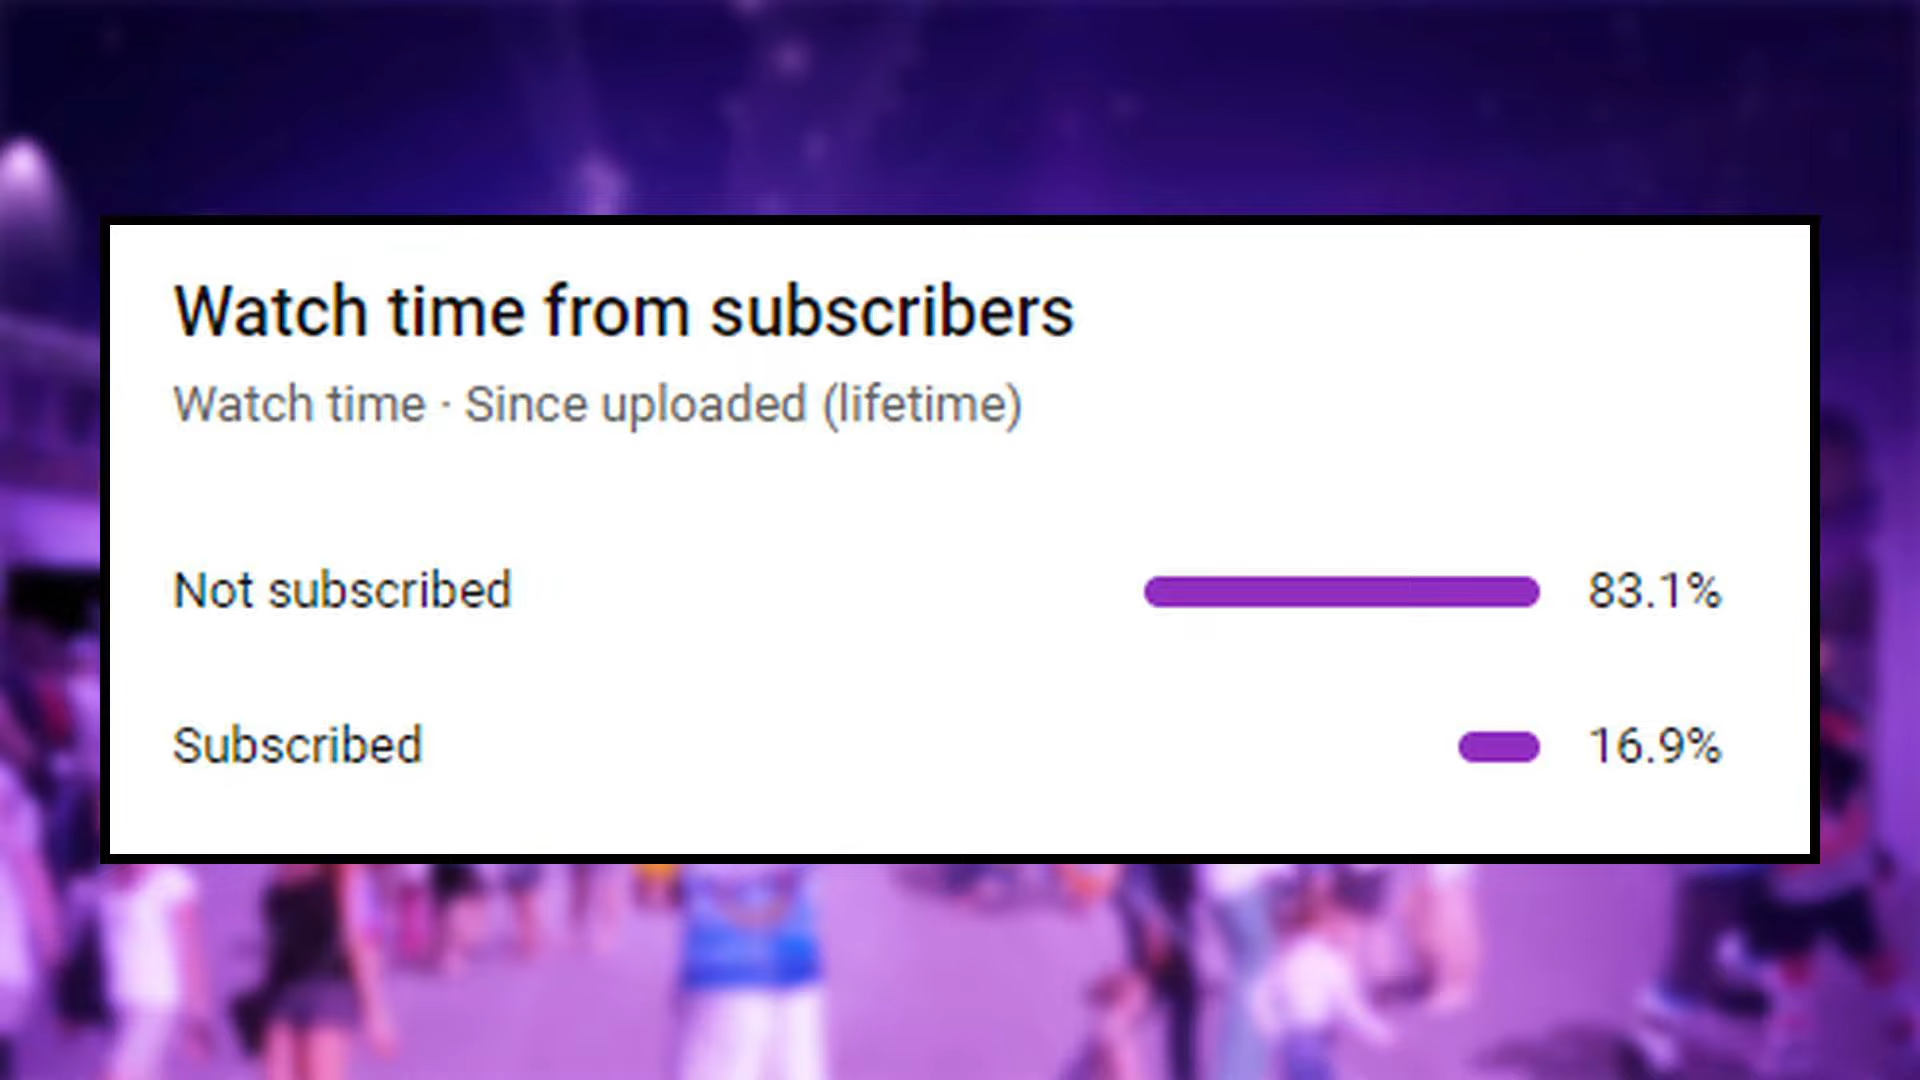 Watch time from subscribers
Watch time · Since uploaded (lifetime)
Not subscribed 83.1%
Subscribed 16.9%